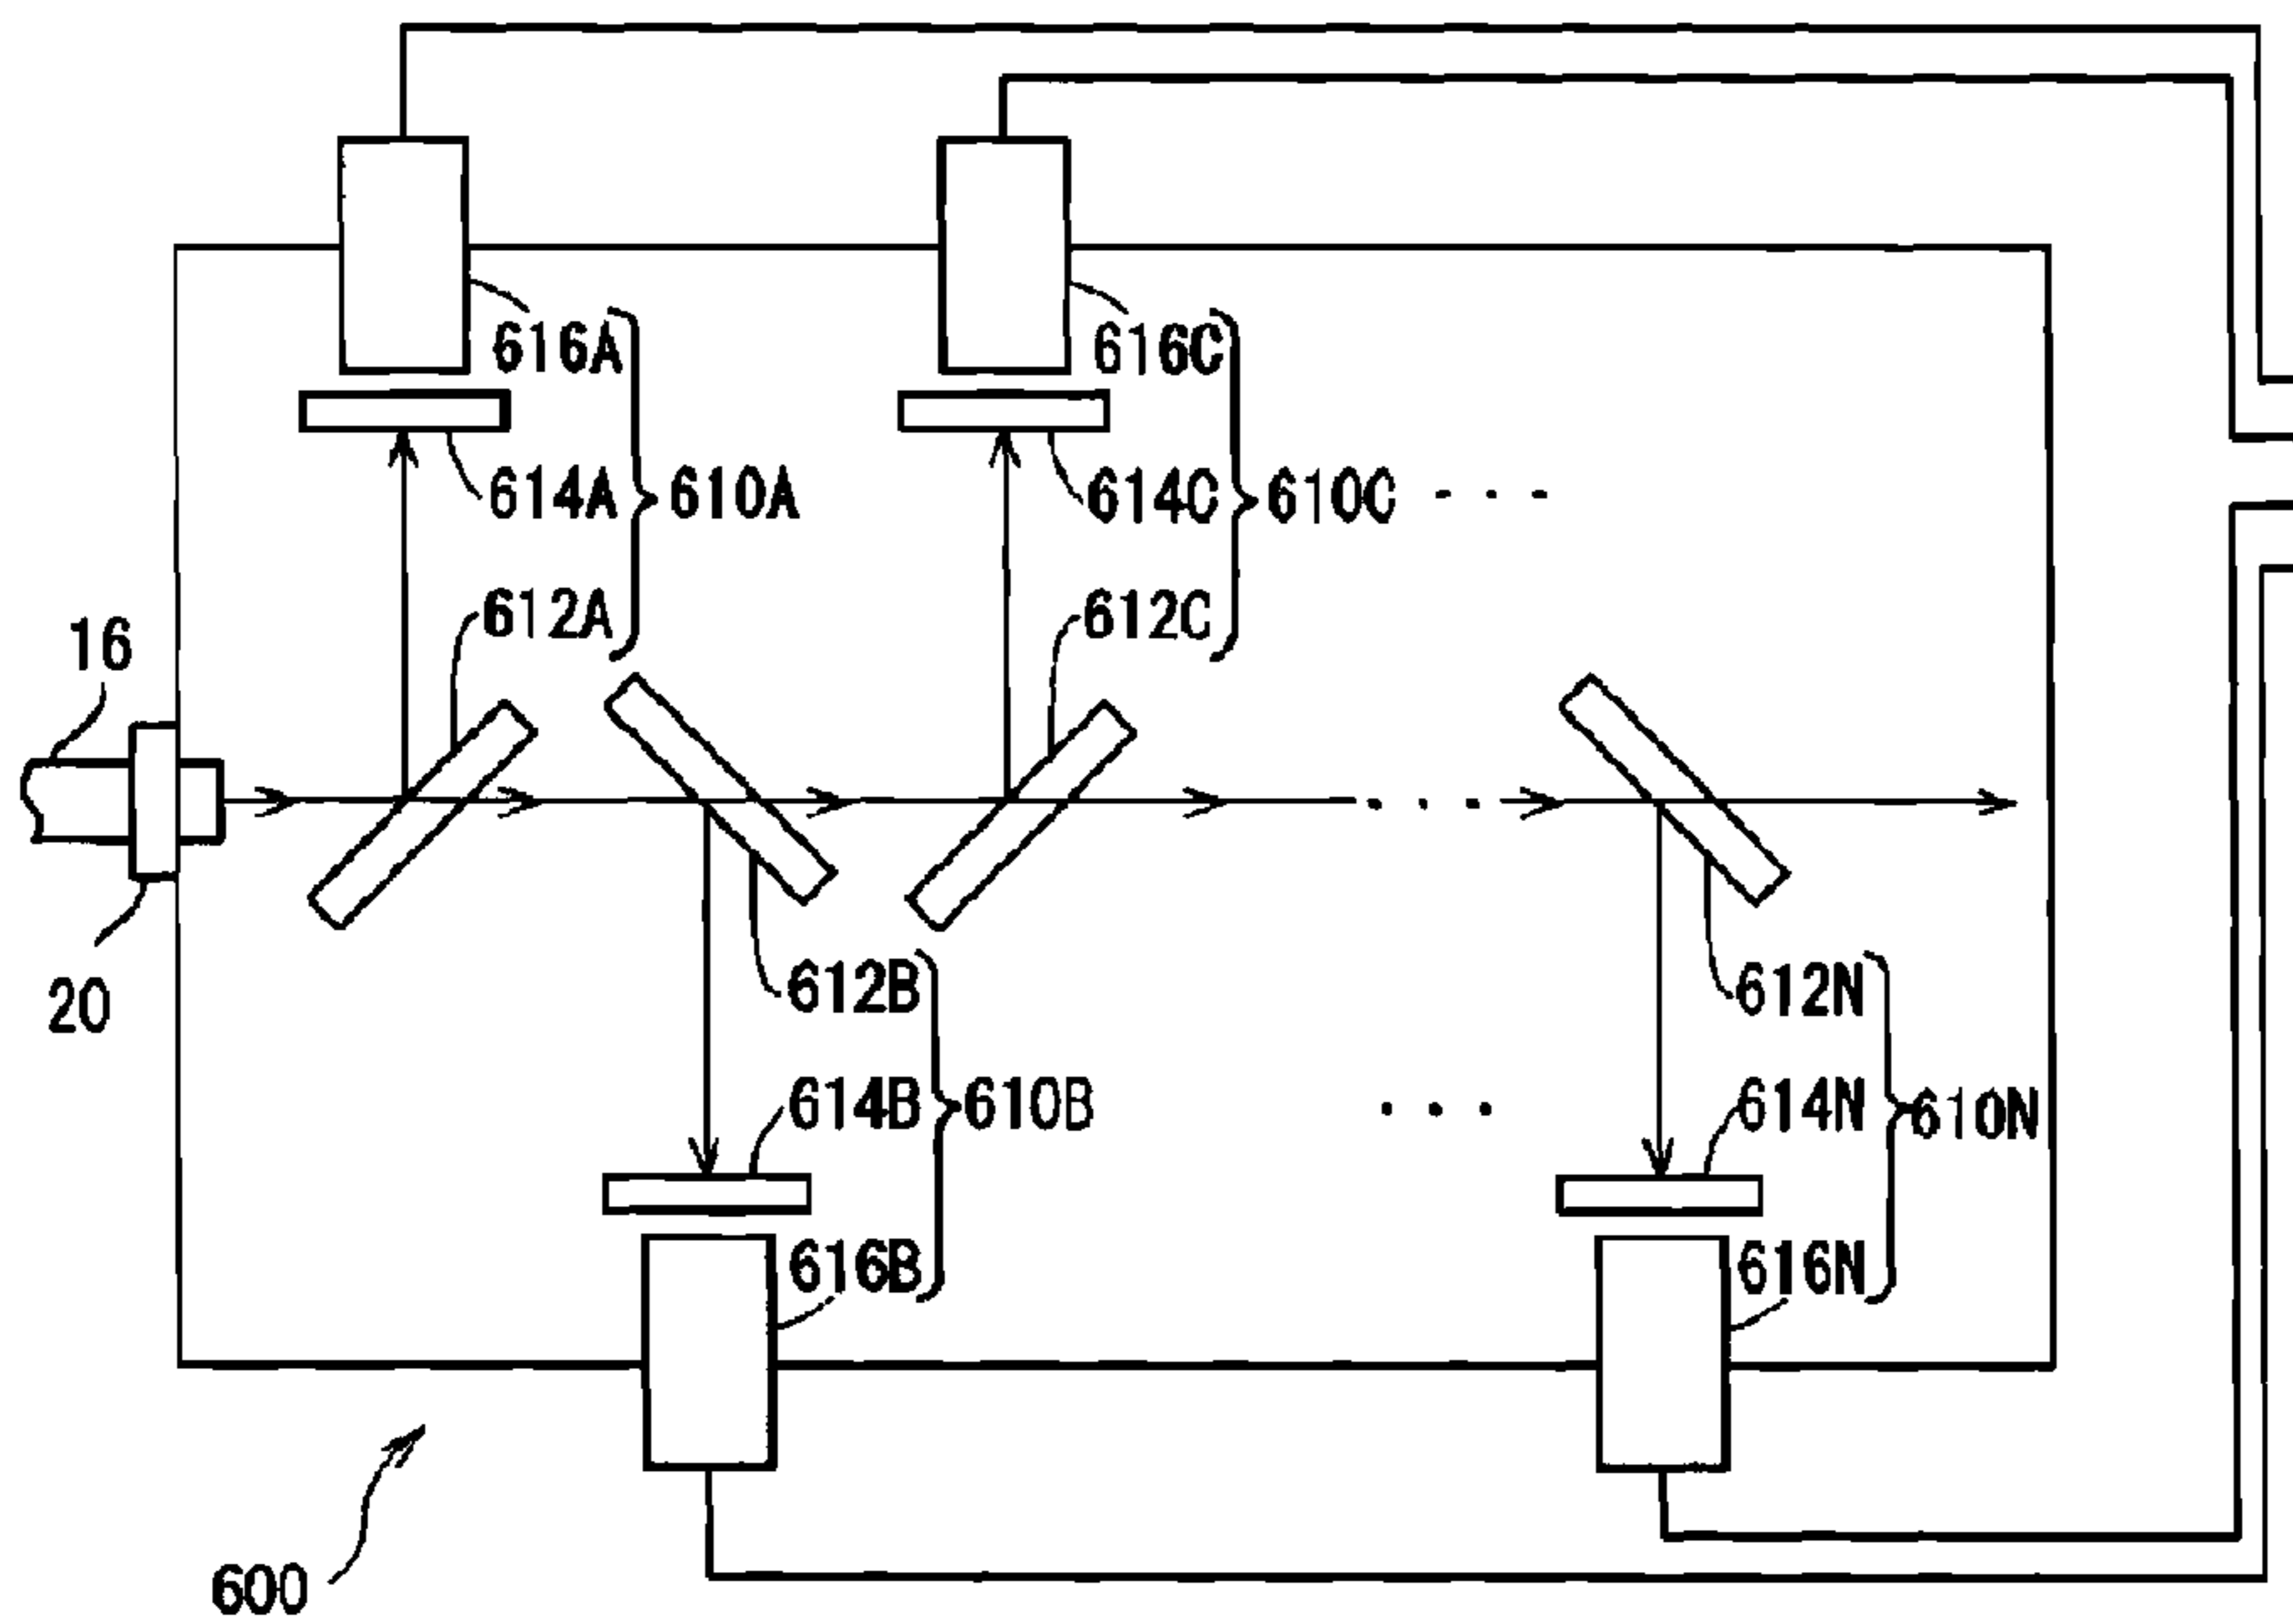 616A
616C
614A
610A
614C
610C . . .
612A
612C
16
. . .
20
612B
612N
614B
610B
. . .
614N
610N
616B
616N
600